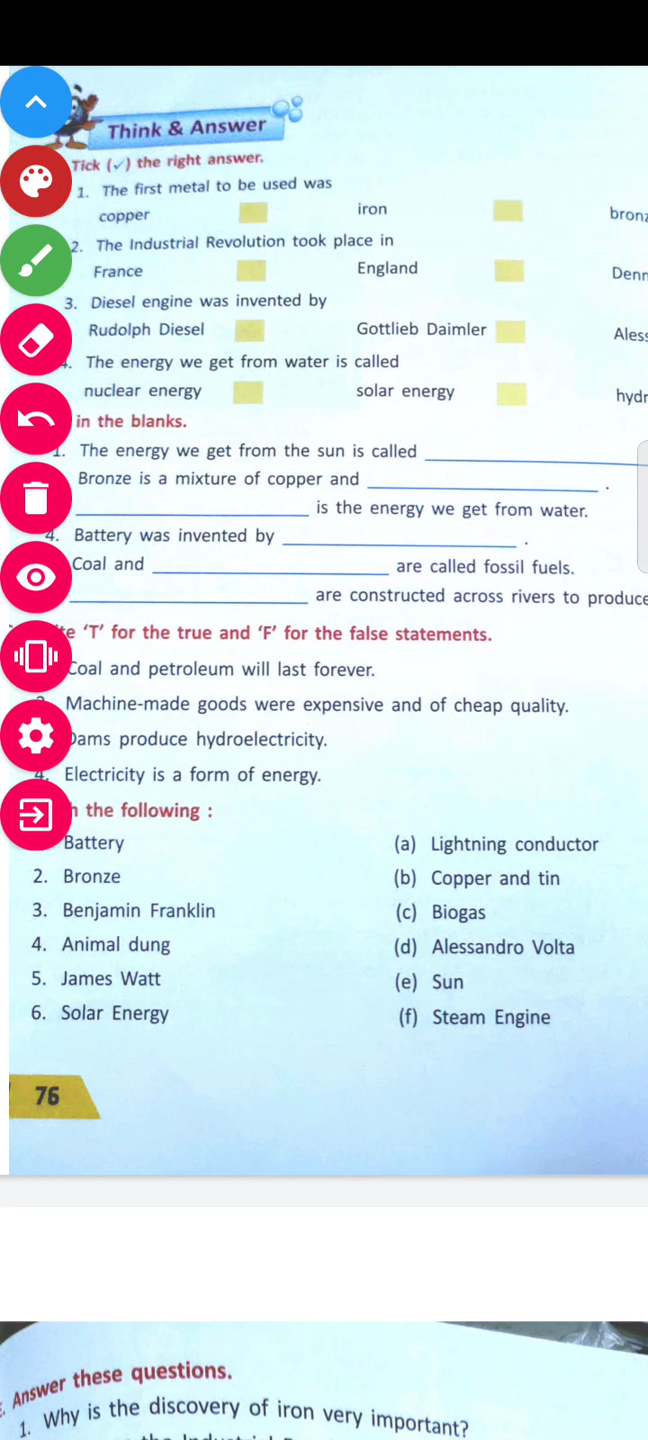 Think & Answer
Tick (✓) the right answer.
1. The first metal to be used was
copper iron
2. The Industrial Revolution took place in
France England
3. Diesel engine was invented by
Rudolph Diesel Gottlieb Daimler
The energy we get from water is called
nuclear energy solar energy
in the blanks.
1. The energy we get from the sun is called
Bronze is a mixture of copper and .
is the energy we get from water.
4. Battery was invented by .
Coal and are called fossil fuels.
are constructed across rivers to produce
'T' for the true and 'F' for the false statements.
Coal and petroleum will last forever.
Machine-made goods were expensive and of cheap quality.
Dams produce hydroelectricity.
4. Electricity is a form of energy.
the following :
Battery (a) Lightning conductor
2. Bronze (b) Copper and tin
3. Benjamin Franklin (c) Biogas
4. Animal dung (d) Alessandro Volta
5. James Watt (e) Sun
6. Solar Energy (f) Steam Engine
76
Answer these questions.
1. Why is the discovery of iron very important?